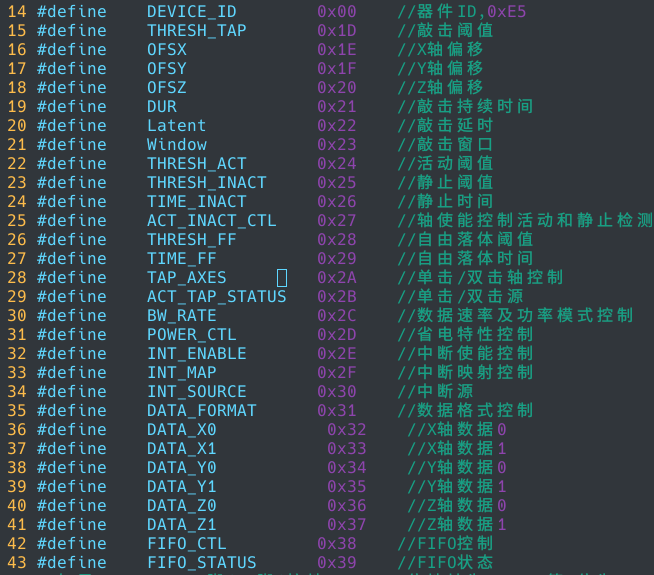 14 #define DEVICE_ID 0x00 //器件ID,0xE5
15 #define THRESH_TAP 0x1D //敲击阈值
16 #define OFSX 0x1E //X轴偏移
17 #define OFSY 0x1F //Y轴偏移
18 #define OFSZ 0x20 //Z轴偏移
19 #define DUR 0x21 //敲击持续时间
20 #define Latent 0x22 //敲击延时
21 #define Window 0x23 //敲击窗口
22 #define THRESH_ACT 0x24 //活动阈值
23 #define THRESH_INACT 0x25 //静止阈值
24 #define TIME_INACT 0x26 //静止时间
25 #define ACT_INACT_CTL 0x27 //轴使能控制活动和静止检测
26 #define THRESH_FF 0x28 //自由落体阈值
27 #define TIME_FF 0x29 //自由落体时间
28 #define TAP_AXES 0x2A //单击/双击轴控制
29 #define ACT_TAP_STATUS 0x2B //单击/双击源
30 #define BW_RATE 0x2C //数据速率及功率模式控制
31 #define POWER_CTL 0x2D //省电特性控制
32 #define INT_ENABLE 0x2E //中断使能控制
33 #define INT_MAP 0x2F //中断映射控制
34 #define INT_SOURCE 0x30 //中断源
35 #define DATA_FORMAT 0x31 //数据格式控制
36 #define DATA_X0 0x32 //X轴数据0
37 #define DATA_X1 0x33 //X轴数据1
38 #define DATA_Y0 0x34 //Y轴数据0
39 #define DATA_Y1 0x35 //Y轴数据1
40 #define DATA_Z0 0x36 //Z轴数据0
41 #define DATA_Z1 0x37 //Z轴数据1
42 #define FIFO_CTL 0x38 //FIFO控制
43 #define FIFO_STATUS 0x39 //FIFO状态